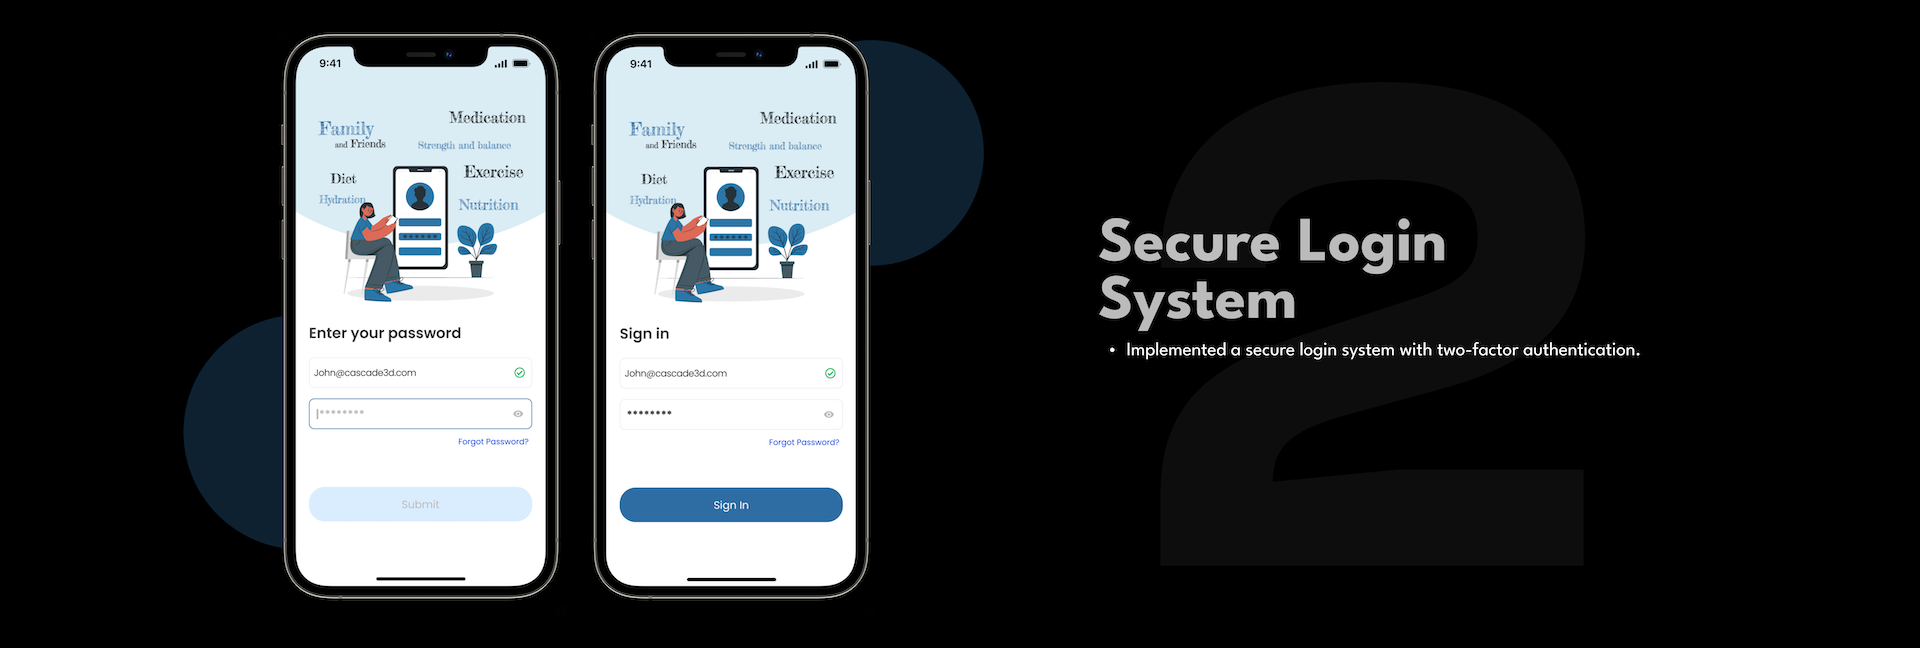 9:41
Medication
Family
and Friends
Strength and balance
Exercise
Diet
Hydration
Nutrition
Enter your password
John@cascade3d.com
********
Forgot Password?
Submit
9:41
Medication
Family
and Friends
Strength and balance
Exercise
Diet
Hydration
Nutrition
Sign in
John@cascade3d.com
********
Forgot Password?
Sign In
2
Secure Login
System
• Implemented a secure login system with two-factor authentication.